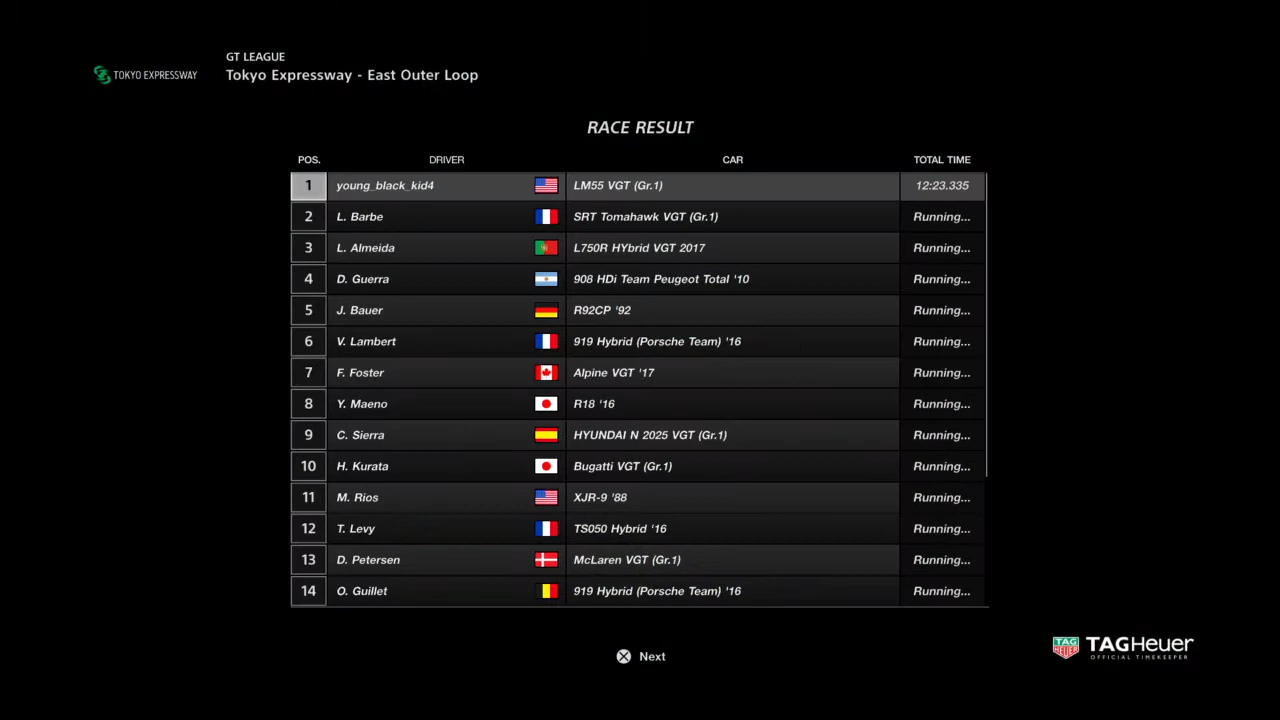 GT LEAGUE
TOKYO EXPRESSWAY Tokyo Expressway - East Outer Loop
RACE RESULT
POS. DRIVER CAR TOTAL TIME
1 young_black_kid4 LM55 VGT (Gr.1) 12:23.335
2 L. Barbe SRT Tomahawk VGT (Gr.1) Running...
3 L. Almeida L750R HYbrid VGT 2017 Running...
4 D. Guerra 908 HDi Team Peugeot Total '10 Running...
5 J. Bauer R92CP '92 Running...
6 V. Lambert 919 Hybrid (Porsche Team) '16 Running...
7 F. Foster Alpine VGT '17 Running...
8 Y. Maeno R18 '16 Running...
9 C. Sierra HYUNDAI N 2025 VGT (Gr.1) Running...
10 H. Kurata Bugatti VGT (Gr.1) Running...
11 M. Rios XJR-9 '88 Running...
12 T. Levy TS050 Hybrid '16 Running...
13 D. Petersen McLaren VGT (Gr.1) Running...
14 O. Guillet 919 Hybrid (Porsche Team) '16 Running...
Next
TAG HEUER TAGHeuer
OFFICIAL TIMEKEEPER